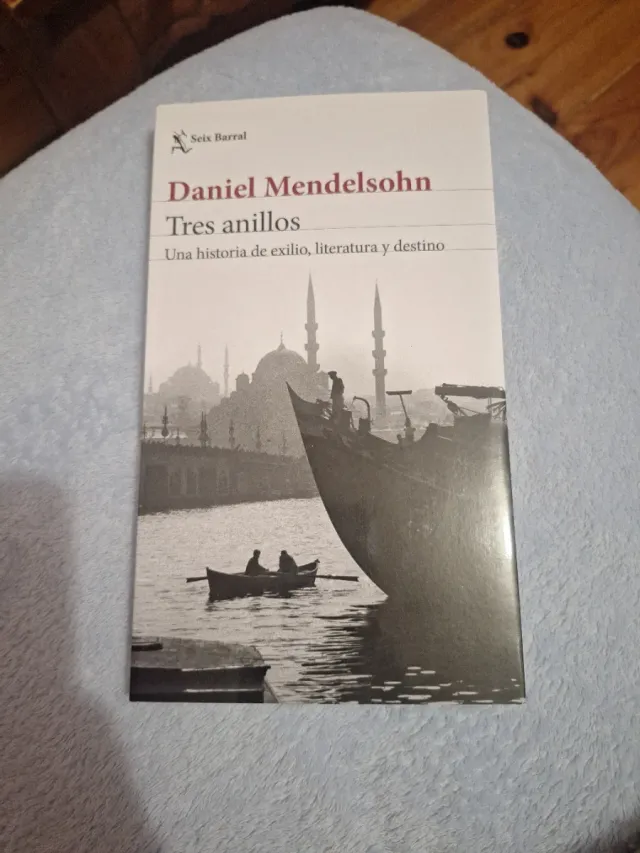 Seix Barral
Daniel Mendelsohn
Tres anillos
Una historia de exilio, literatura y destino